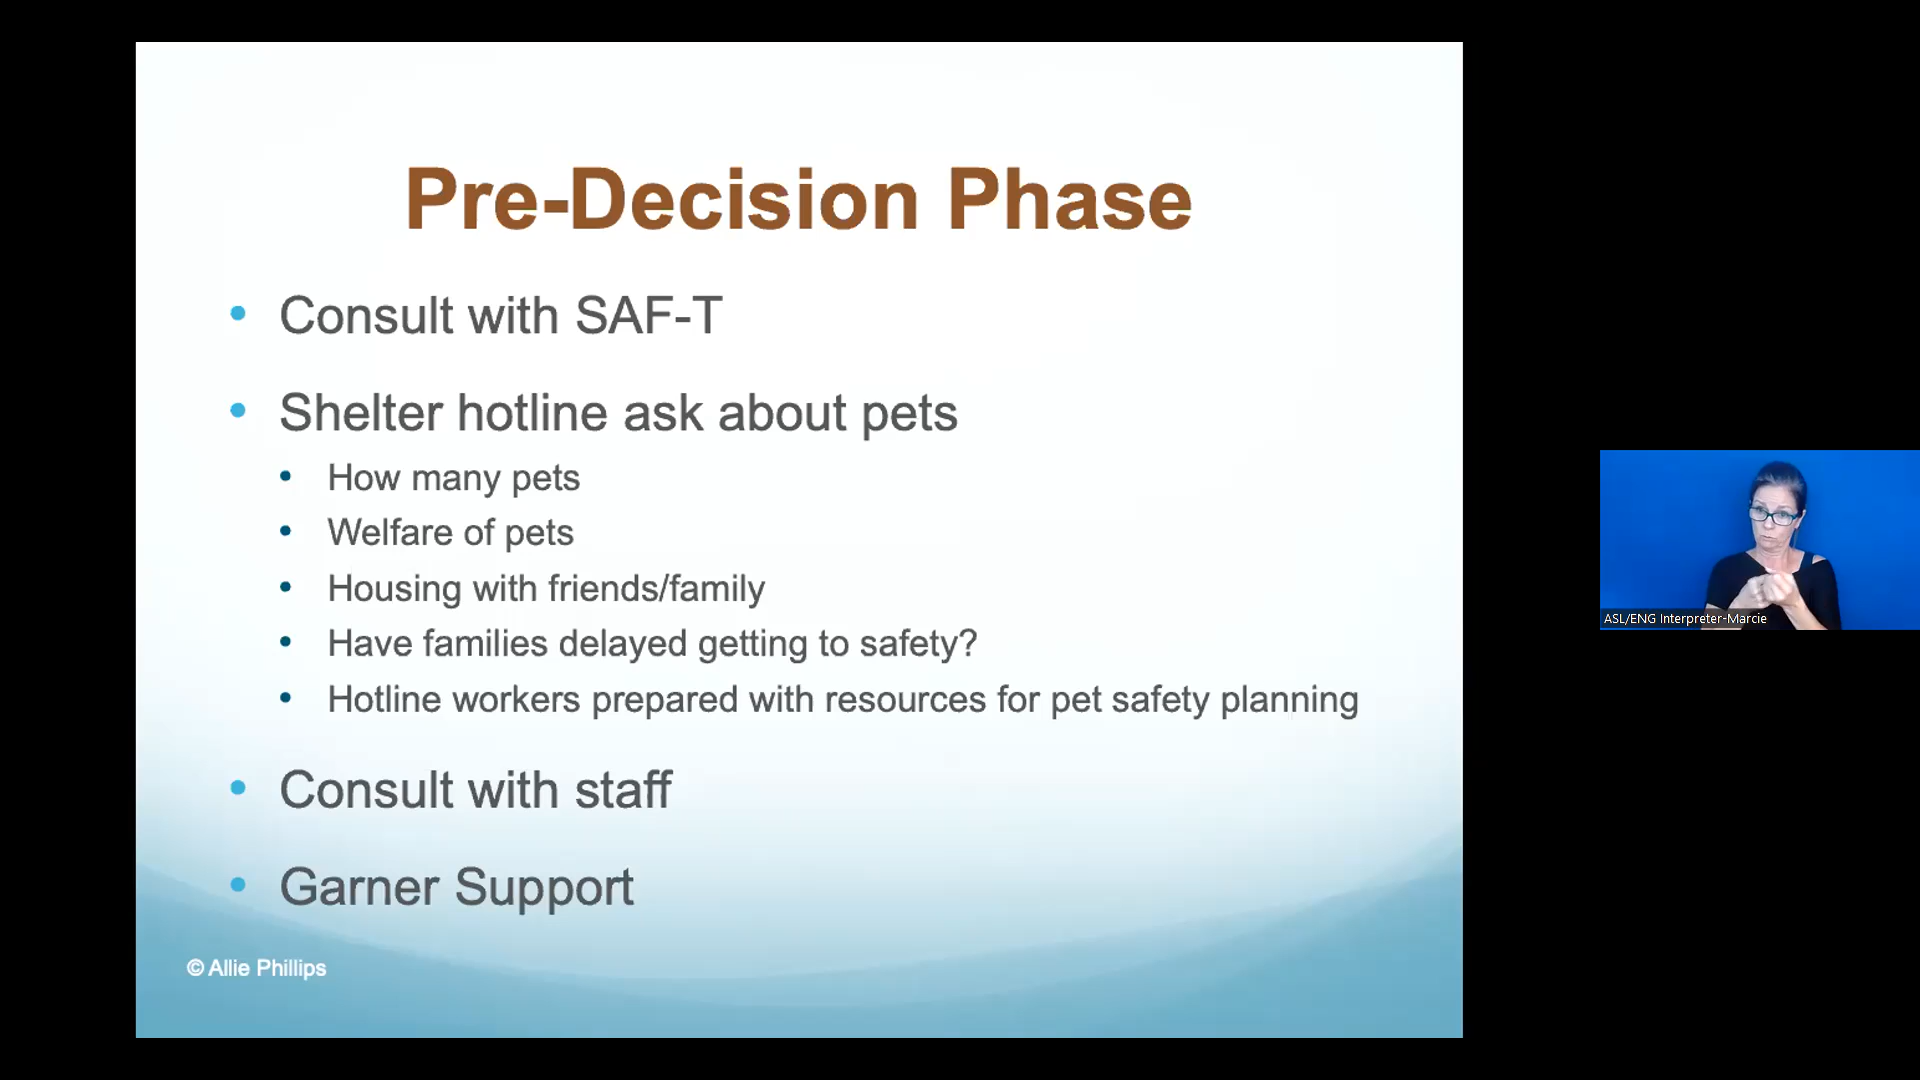 Pre-Decision Phase
• Consult with SAF-T
• Shelter hotline ask about pets
• How many pets
• Welfare of pets
• Housing with friends/family
• Have families delayed getting to safety?
• Hotline workers prepared with resources for pet safety planning
• Consult with staff
• Garner Support
© Allie Phillips
ASL/ENG Interpreter-Marcie